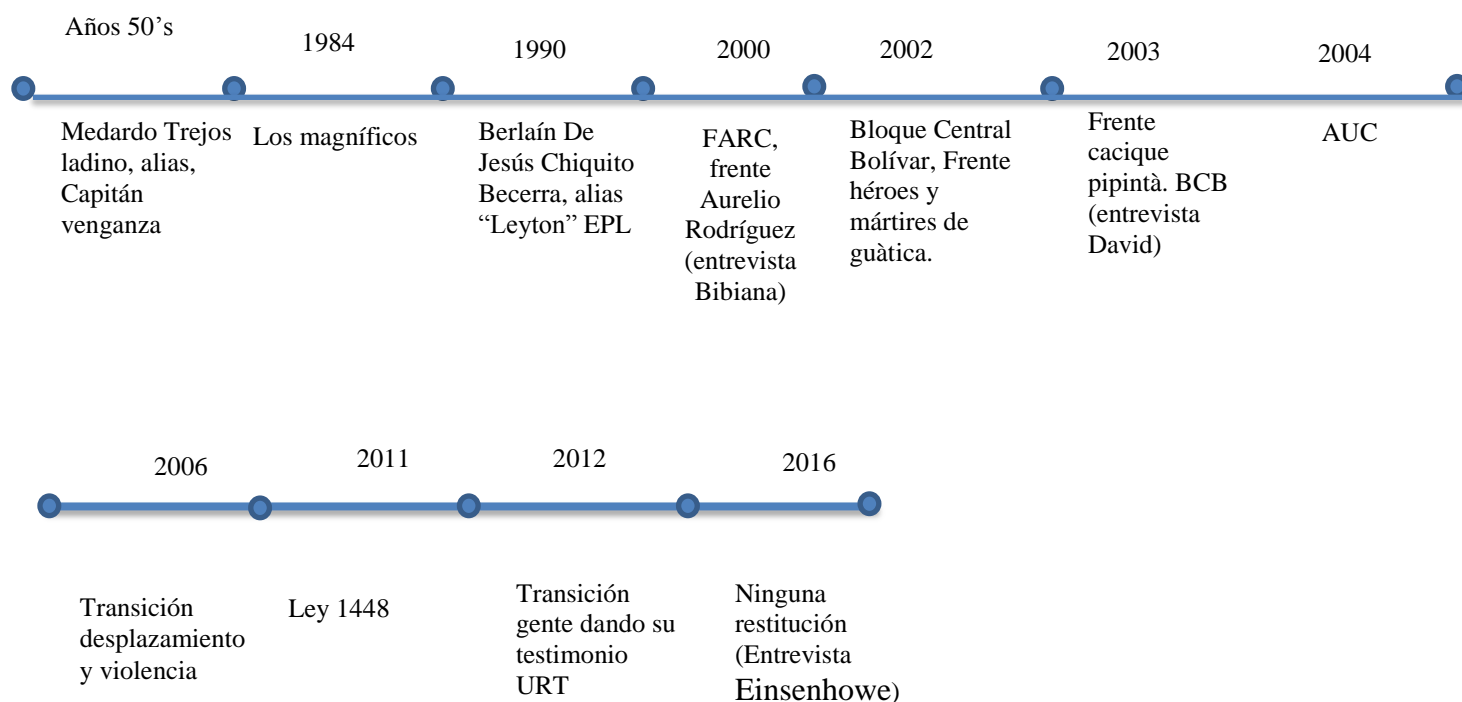 Años 50’s
1984
1990
2000
2002
2003
2004
Medardo Trejos
ladino, alias,
Capitán
venganza
Los magníficos
Berlaín De
Jesús Chiquito
Becerra, alias
“Leyton” EPL
FARC,
frente
Aurelio
Rodríguez
(entrevista
Bibiana)
Bloque Central
Bolívar, Frente
héroes y
mártires de
guàtica.
Frente
cacique
pipintà. BCB
(entrevista
David)
AUC
2006
2011
2012
2016
Transición
desplazamiento
y violencia
Ley 1448
Transición
gente dando su
testimonio
URT
Ninguna
restitución
(Entrevista
Einsenhowe)